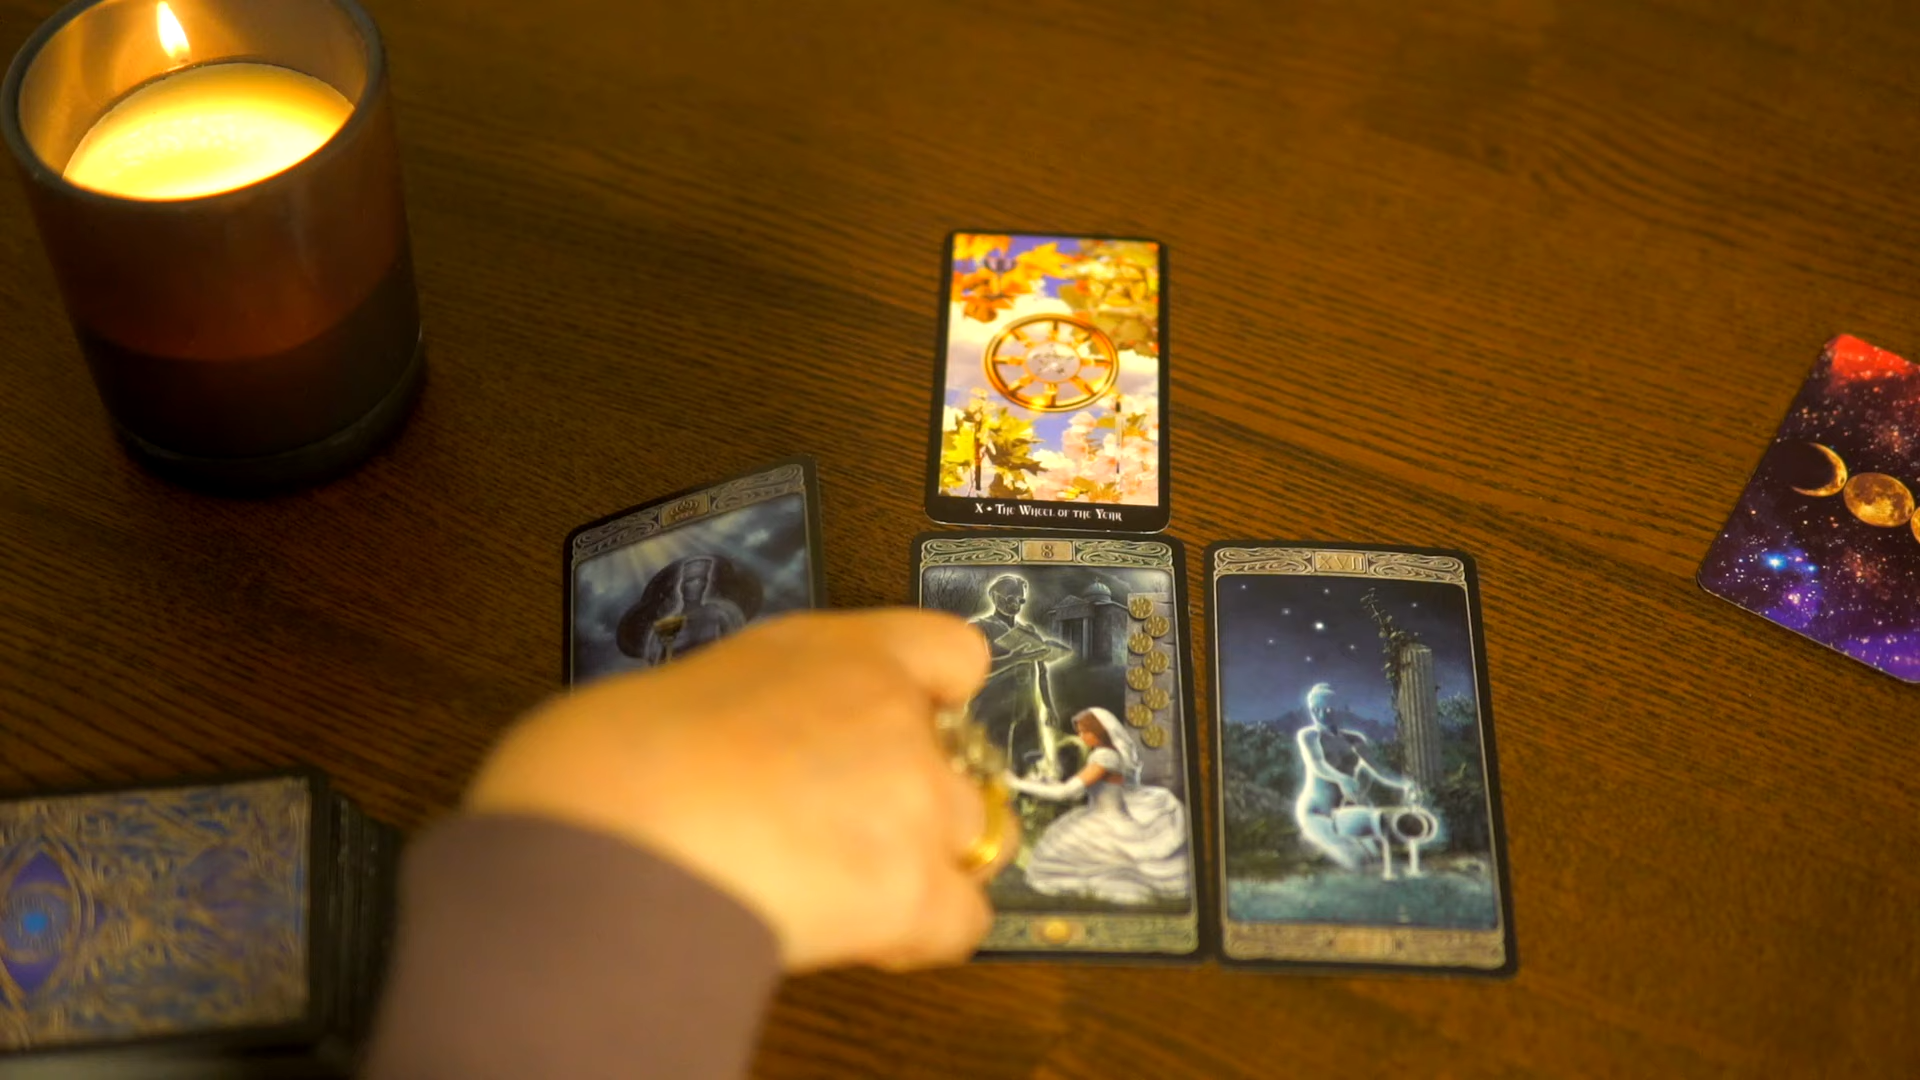 X • The Wheel of the Year
8
XVII